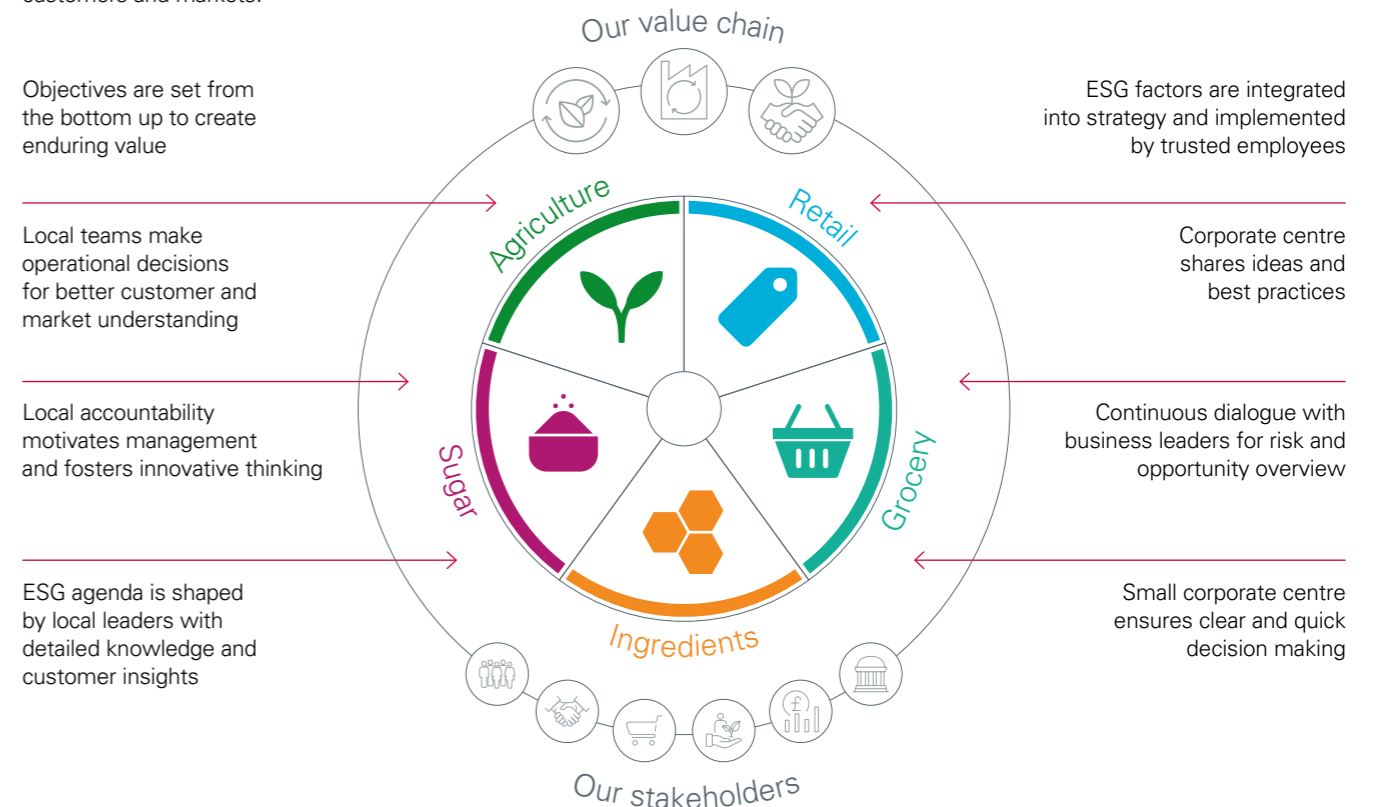 customers and markets.
Our value chain
Objectives are set from
the bottom up to create
enduring value
Local teams make
operational decisions
for better customer and
market understanding
Local accountability
motivates management
and fosters innovative thinking
ESG agenda is shaped
by local leaders with
detailed knowledge and
customer insights
Agriculture
Retail
Sugar
Grocery
Ingredients
£
Our stakeholders
ESG factors are integrated
into strategy and implemented
by trusted employees
Corporate centre
shares ideas and
best practices
Continuous dialogue with
business leaders for risk and
opportunity overview
Small corporate centre
ensures clear and quick
decision making